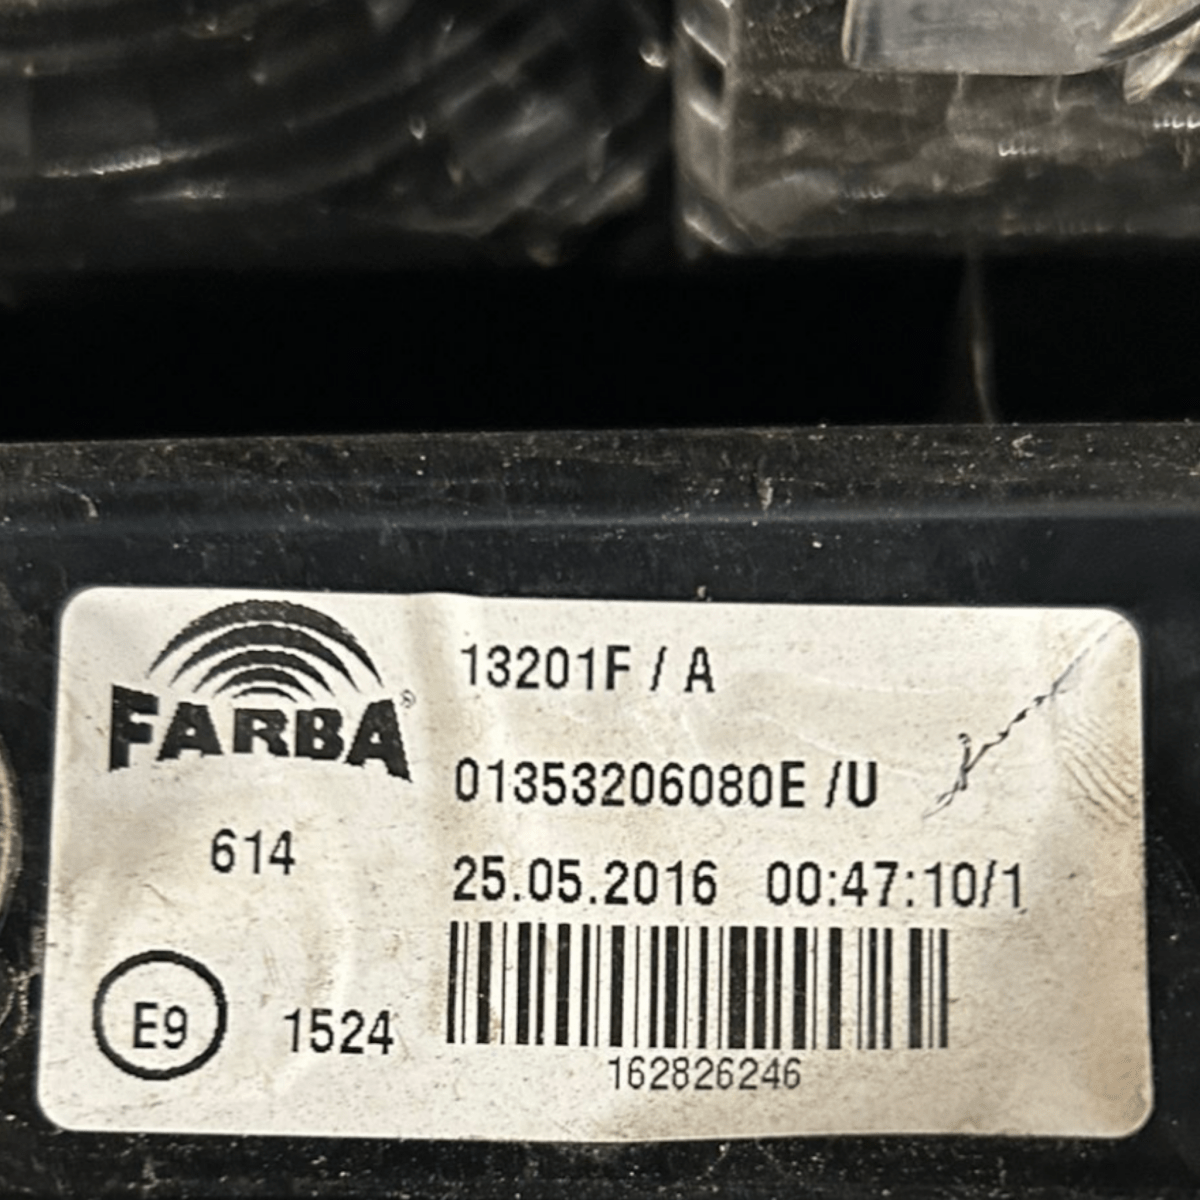 FARBA®
13201F / A
01353206080E /U
614
25.05.2016 00:47:10/1
E9
1524
162826246